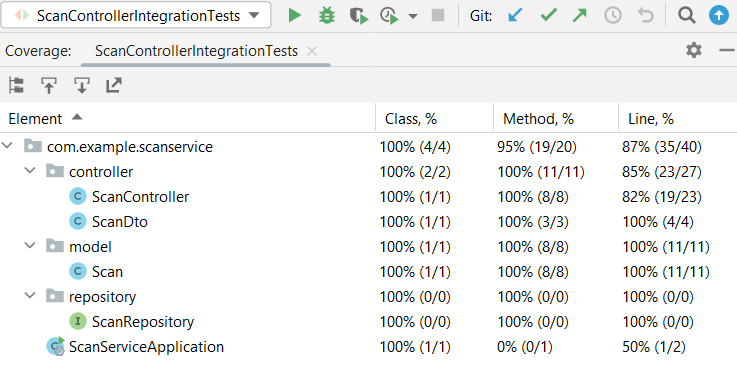 ScanControllerIntegrationTests Git:
Coverage: ScanControllerIntegrationTests
Element Class, % Method, % Line, %
com.example.scanservice 100% (4/4) 95% (19/20) 87% (35/40)
controller 100% (2/2) 100% (11/11) 85% (23/27)
ScanController 100% (1/1) 100% (8/8) 82% (19/23)
ScanDto 100% (1/1) 100% (3/3) 100% (4/4)
model 100% (1/1) 100% (8/8) 100% (11/11)
Scan 100% (1/1) 100% (8/8) 100% (11/11)
repository 100% (0/0) 100% (0/0) 100% (0/0)
ScanRepository 100% (0/0) 100% (0/0) 100% (0/0)
ScanServiceApplication 100% (1/1) 0% (0/1) 50% (1/2)